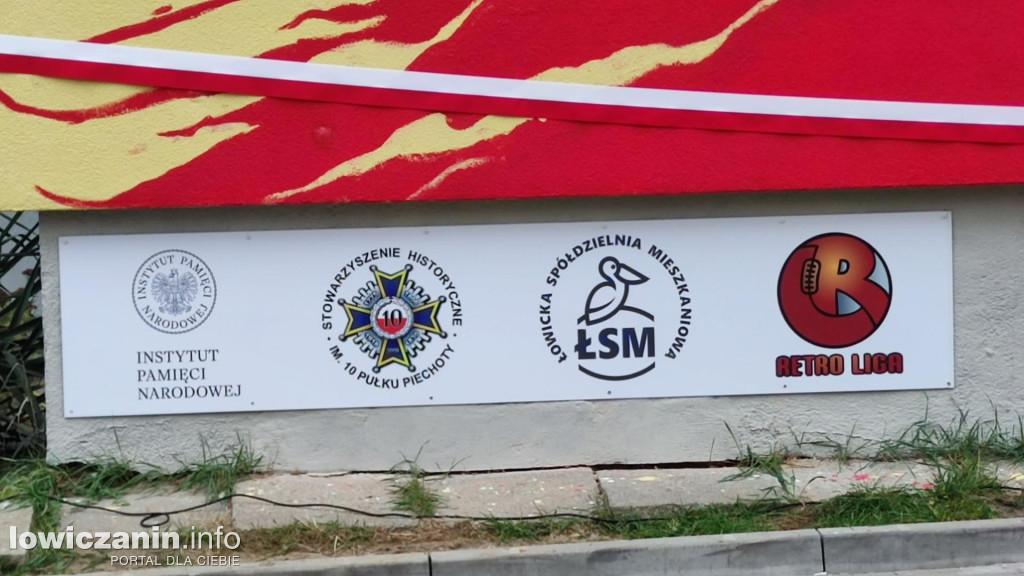 INSTYTUT PAMIĘCI
NARODOWEJ
INSTYTUT
PAMIĘCI
NARODOWEJ
STOWARZYSZENIE HISTORYCZNE
10
· IM. 10 PUŁKU PIECHOTY ·
ŁOWICKA SPÓŁDZIELNIA MIESZKANIOWA
ŁSM
R
RETRO LIGA
lowiczanin.info
PORTAL DLA CIEBIE